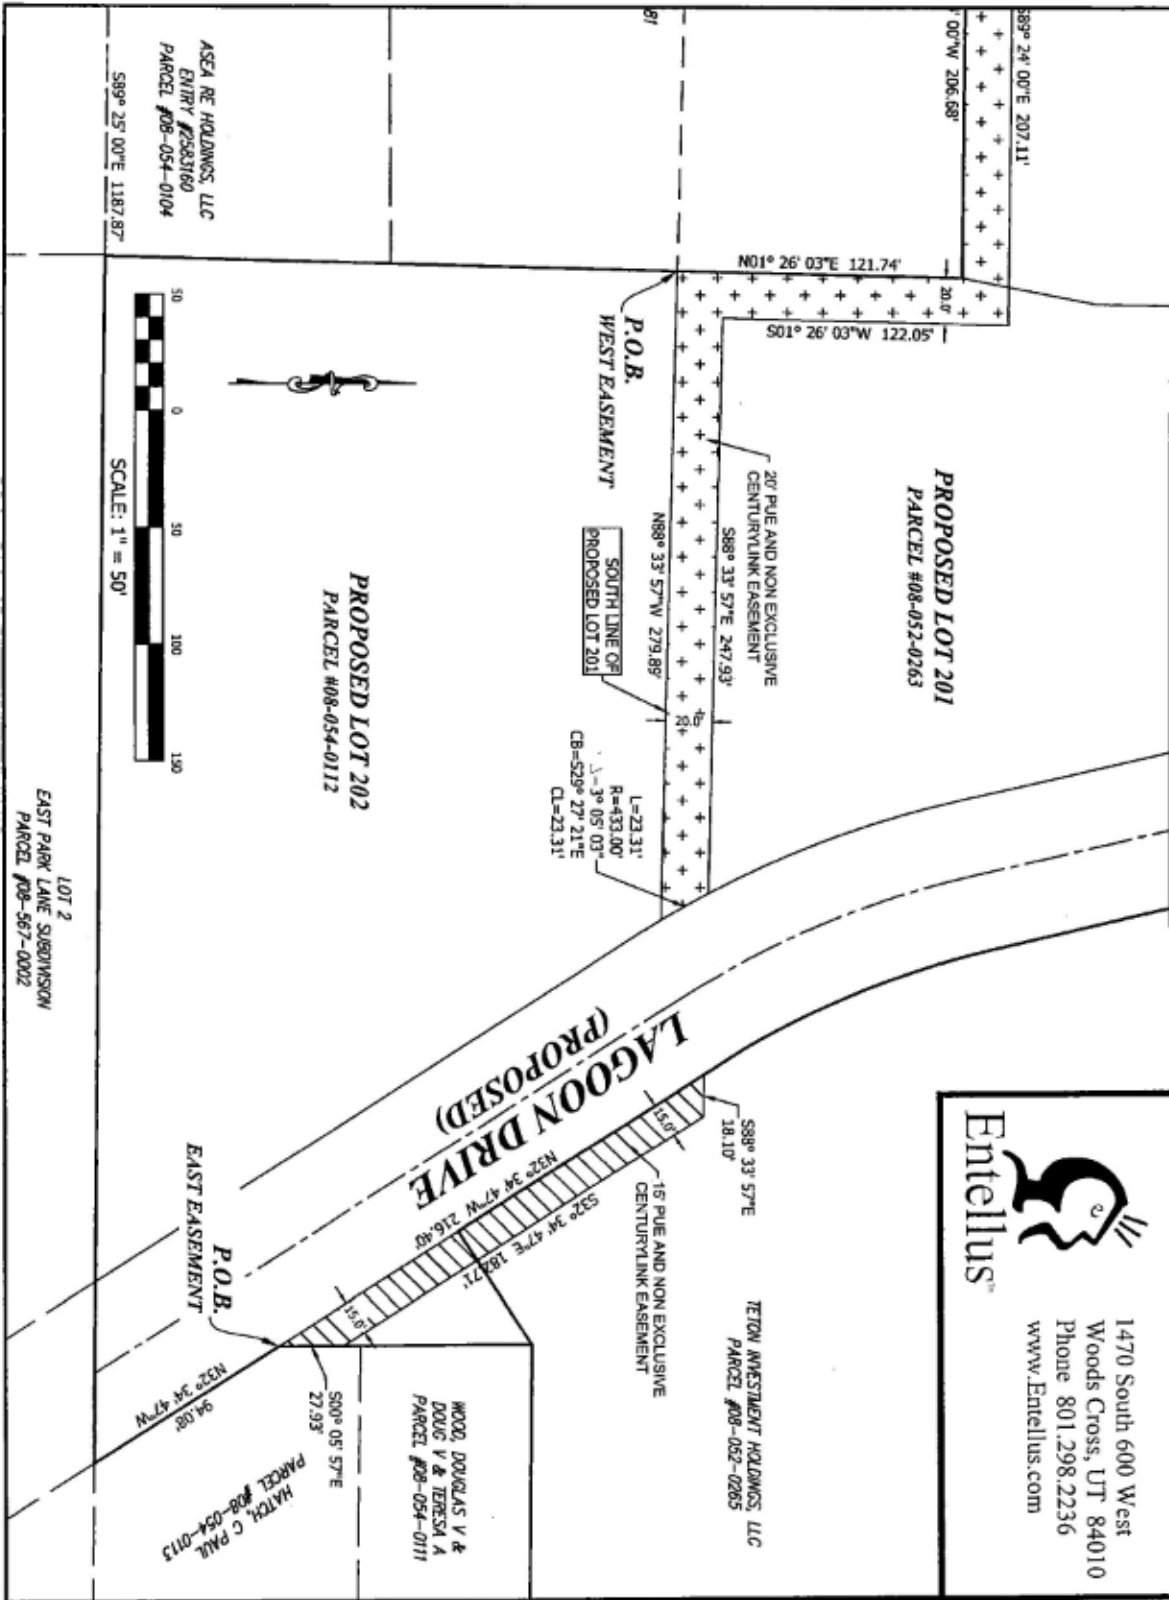 S89° 24' 00"E 207.11'
' 00"W 206.68'
81
ASEA RE HOLDINGS, LLC
ENTRY #2583160
PARCEL #08-054-0104
S89° 25' 00"E 1187.87'
N01° 26' 03"E 121.74'
20.0'
S01° 26' 03"W 122.05'
P.O.B.
WEST EASEMENT
PROPOSED LOT 201
PARCEL #08-052-0263
20' PUE AND NON EXCLUSIVE
CENTURYLINK EASEMENT
S88° 33' 57"E 247.93'
N88° 33' 57"W 279.89'
SOUTH LINE OF
PROPOSED LOT 201
20.0'
L=23.31'
R=433.00'
3° 05' 03"
CB=S29° 27' 21"E
CL=23.31'
50
0
50
100
150
SCALE: 1" = 50'
PROPOSED LOT 202
PARCEL #08-054-0112
LOT 2
EAST PARK LANE SUBDIVISION
PARCEL #08-567-0002
LAGOON DRIVE
(PROPOSED)
S88° 33' 57"E
18.10'
15.0'
15' PUE AND NON EXCLUSIVE
CENTURYLINK EASEMENT
N32° 34' 47"W 216.40'
S32° 34' 47"E 187.71'
15.0'
P.O.B.
EAST EASEMENT
S00° 05' 57"E
27.93'
N32° 34' 47"W
94.08'
HATCH, C PAUL
PARCEL #08-054-0113
WOOD, DOUGLAS V &
DOUG V & TERESA A
PARCEL #08-054-0111
TETON INVESTMENT HOLDINGS, LLC
PARCEL #08-052-0265
Entellus™
1470 South 600 West
Woods Cross, UT 84010
Phone 801.298.2236
www.Entellus.com